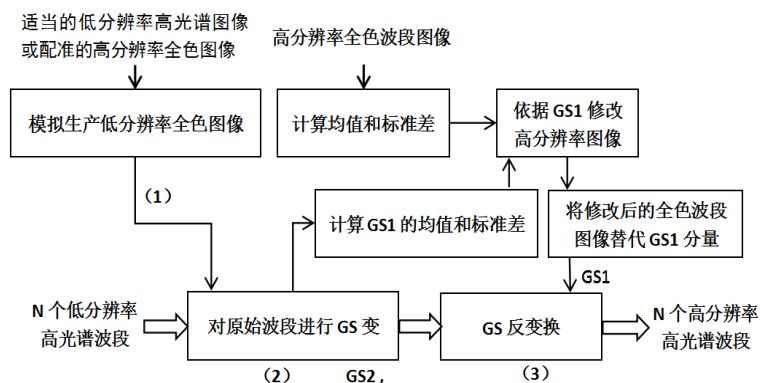 适当的低分辨率高光谱图像
或配准的高分辨率全色图像
高分辨率全色波段图像
模拟生产低分辨率全色图像
计算均值和标准差
依据 GS1 修改
高分辨率图像
（1）
计算 GS1 的均值和标准差
将修改后的全色波段
图像替代 GS1 分量
GS1
N 个低分辨率
高光谱波段
对原始波段进行 GS 变
GS 反变换
N 个高分辨率
高光谱波段
（2） GS2 ,
（3）